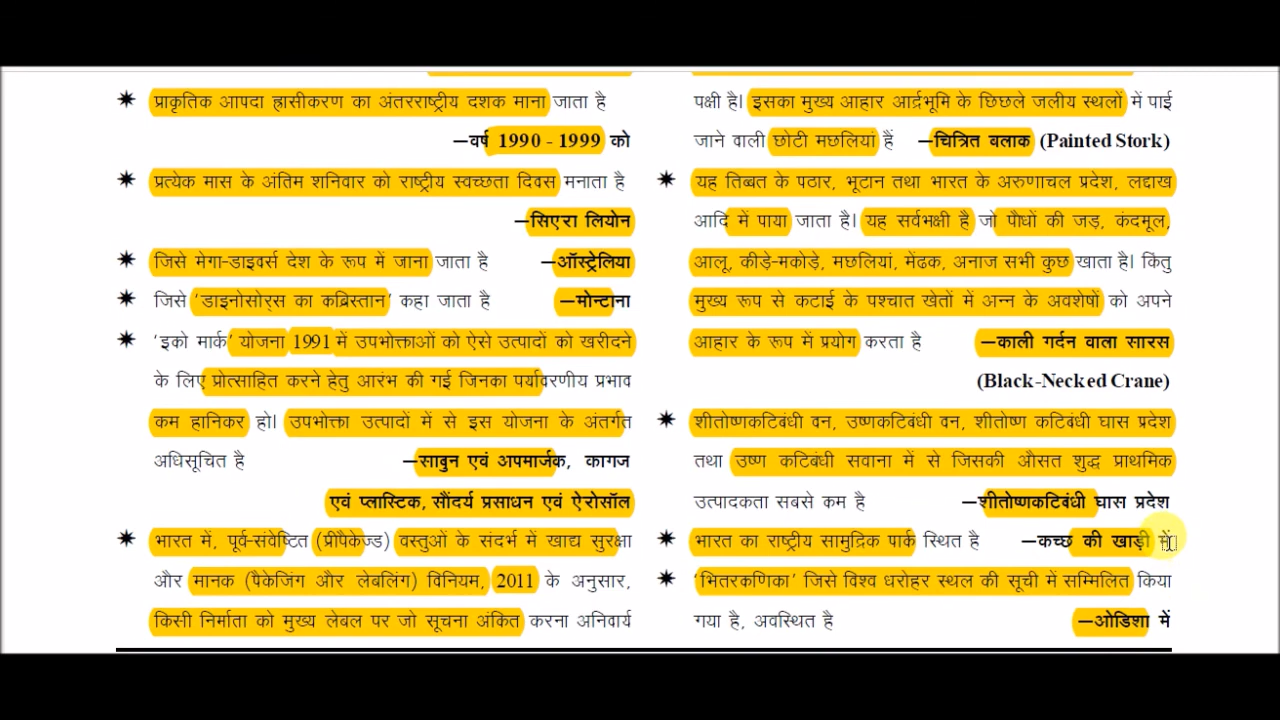 ✷ प्राकृतिक आपदा ह्रासीकरण का अंतरराष्ट्रीय दशक माना जाता है
–वर्ष 1990 - 1999 को
✷ प्रत्येक मास के अंतिम शनिवार को राष्ट्रीय स्वच्छता दिवस मनाता है
–सिएरा लियोन
✷ जिसे मेगा-डाइवर्स देश के रूप में जाना जाता है –ऑस्ट्रेलिया
✷ जिसे 'डाइनोसोर्स का कब्रिस्तान' कहा जाता है –मोन्टाना
✷ 'इको मार्क' योजना 1991 में उपभोक्ताओं को ऐसे उत्पादों को खरीदने
के लिए प्रोत्साहित करने हेतु आरंभ की गई जिनका पर्यावरणीय प्रभाव
कम हानिकर हो। उपभोक्ता उत्पादों में से इस योजना के अंतर्गत
अधिसूचित है –साबुन एवं अपमार्जक, कागज
एवं प्लास्टिक, सौंदर्य प्रसाधन एवं ऐरोसॉल
✷ भारत में, पूर्व-संवेष्टित (प्रीपैकेज्ड) वस्तुओं के संदर्भ में खाद्य सुरक्षा
और मानक (पैकेजिंग और लेबलिंग) विनियम, 2011 के अनुसार,
किसी निर्माता को मुख्य लेबल पर जो सूचना अंकित करना अनिवार्य
पक्षी है। इसका मुख्य आहार आर्द्रभूमि के छिछले जलीय स्थलों में पाई
जाने वाली छोटी मछलियां हैं –चित्रित बलाक (Painted Stork)
✷ यह तिब्बत के पठार, भूटान तथा भारत के अरुणाचल प्रदेश, लद्दाख
आदि में पाया जाता है। यह सर्वभक्षी है जो पौधों की जड़, कंदमूल,
आलू, कीड़े-मकोड़े, मछलियां, मेंढक, अनाज सभी कुछ खाता है। किंतु
मुख्य रूप से कटाई के पश्चात खेतों में अन्न के अवशेषों को अपने
आहार के रूप में प्रयोग करता है –काली गर्दन वाला सारस
(Black-Necked Crane)
✷ शीतोष्णकटिबंधी वन, उष्णकटिबंधी वन, शीतोष्ण कटिबंधी घास प्रदेश
तथा उष्ण कटिबंधी सवाना में से जिसकी औसत शुद्ध प्राथमिक
उत्पादकता सबसे कम है –शीतोष्णकटिबंधी घास प्रदेश
✷ भारत का राष्ट्रीय सामुद्रिक पार्क स्थित है –कच्छ की खाड़ी में
✷ 'भितरकणिका' जिसे विश्व धरोहर स्थल की सूची में सम्मिलित किया
गया है, अवस्थित है –ओडिशा में